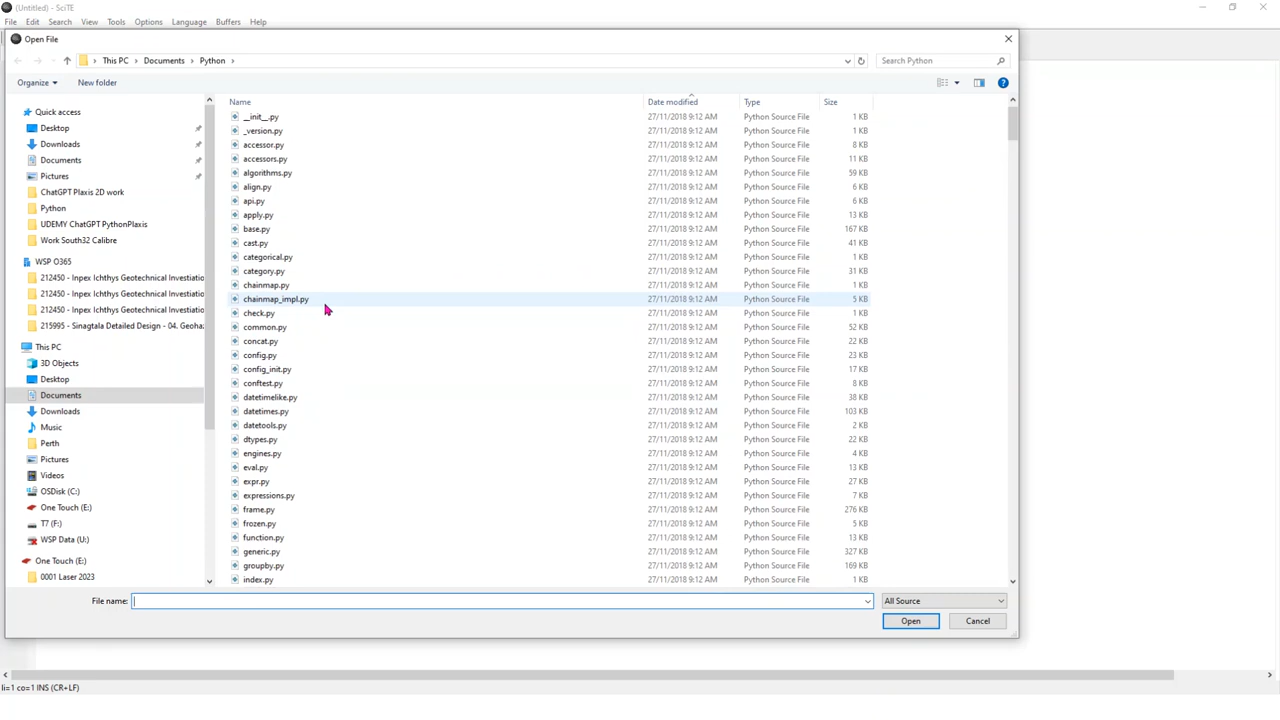 (Untitled) - SciTE
File Edit Search View Tools Options Language Buffers Help
Open File
This PC Documents Python
Search Python
Organize New folder
Name Date modified Type Size
Quick access
Desktop
Downloads
Documents
Pictures
ChatGPT Plaxis 2D work
Python
UDEMY ChatGPT PythonPlaxis
Work South32 Calibre
WSP O365
212450 - Inpex Ichthys Geotechnical Investiatio
212450 - Inpex Ichthys Geotechnical Investiatio
212450 - Inpex Ichthys Geotechnical Investiatio
215995 - Sinagtala Detailed Design - 04. Geoha
This PC
3D Objects
Desktop
Documents
Downloads
Music
Perth
Pictures
Videos
OSDisk (C:)
One Touch (E:)
T7 (F:)
WSP Data (U:)
One Touch (E:)
0001 Laser 2023
__init__.py 27/11/2018 9:12 AM Python Source File 1 KB
_version.py 27/11/2018 9:12 AM Python Source File 1 KB
accessor.py 27/11/2018 9:12 AM Python Source File 8 KB
accessors.py 27/11/2018 9:12 AM Python Source File 11 KB
algorithms.py 27/11/2018 9:12 AM Python Source File 59 KB
align.py 27/11/2018 9:12 AM Python Source File 6 KB
api.py 27/11/2018 9:12 AM Python Source File 6 KB
apply.py 27/11/2018 9:12 AM Python Source File 13 KB
base.py 27/11/2018 9:12 AM Python Source File 167 KB
cast.py 27/11/2018 9:12 AM Python Source File 41 KB
categorical.py 27/11/2018 9:12 AM Python Source File 1 KB
category.py 27/11/2018 9:12 AM Python Source File 31 KB
chainmap.py 27/11/2018 9:12 AM Python Source File 1 KB
chainmap_impl.py 27/11/2018 9:12 AM Python Source File 5 KB
check.py 27/11/2018 9:12 AM Python Source File 1 KB
common.py 27/11/2018 9:12 AM Python Source File 52 KB
concat.py 27/11/2018 9:12 AM Python Source File 22 KB
config.py 27/11/2018 9:12 AM Python Source File 23 KB
config_init.py 27/11/2018 9:12 AM Python Source File 17 KB
conftest.py 27/11/2018 9:12 AM Python Source File 8 KB
datetimelike.py 27/11/2018 9:12 AM Python Source File 38 KB
datetimes.py 27/11/2018 9:12 AM Python Source File 103 KB
datetools.py 27/11/2018 9:12 AM Python Source File 2 KB
dtypes.py 27/11/2018 9:12 AM Python Source File 22 KB
engines.py 27/11/2018 9:12 AM Python Source File 4 KB
eval.py 27/11/2018 9:12 AM Python Source File 13 KB
expr.py 27/11/2018 9:12 AM Python Source File 27 KB
expressions.py 27/11/2018 9:12 AM Python Source File 7 KB
frame.py 27/11/2018 9:12 AM Python Source File 276 KB
frozen.py 27/11/2018 9:12 AM Python Source File 5 KB
function.py 27/11/2018 9:12 AM Python Source File 13 KB
generic.py 27/11/2018 9:12 AM Python Source File 327 KB
groupby.py 27/11/2018 9:12 AM Python Source File 169 KB
index.py 27/11/2018 9:12 AM Python Source File 1 KB
File name:
All Source
Open Cancel
li=1 co=1 INS (CR+LF)